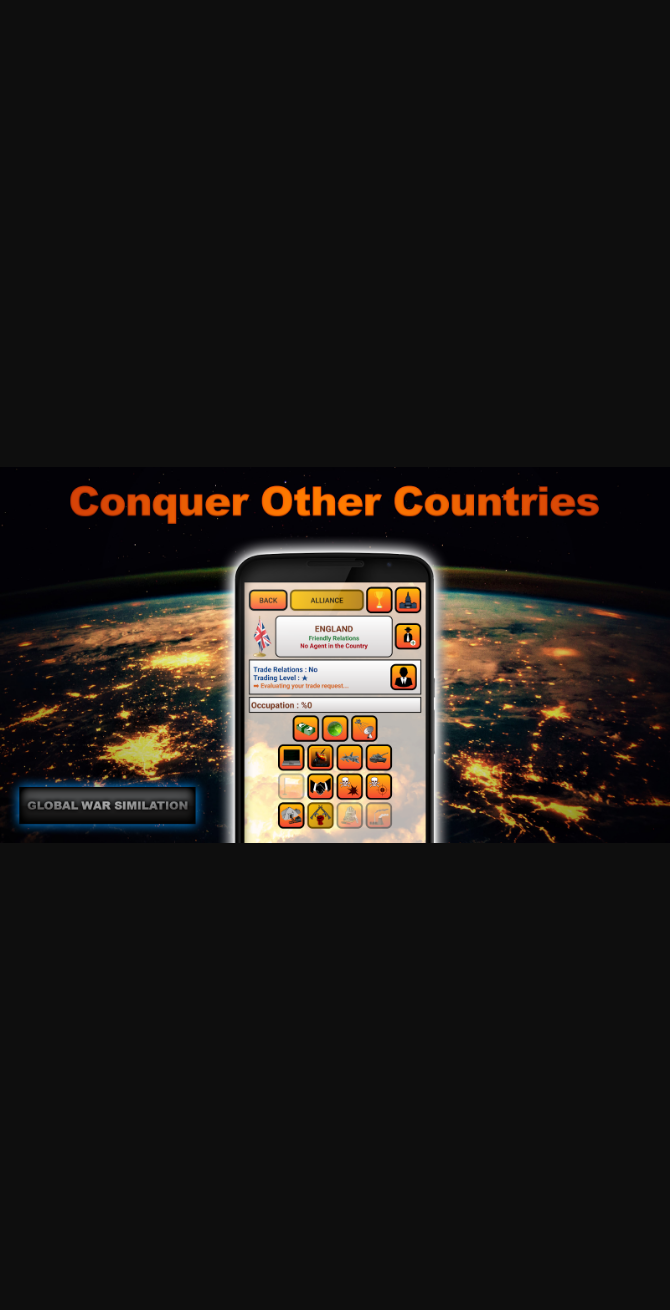 Conquer Other Countries
BACK
ALLIANCE
ENGLAND
Friendly Relations
No Agent in the Country
Trade Relations : No
Trading Level : ★
➡ Evaluating your trade request...
Occupation : %0
GLOBAL WAR SIMILATION